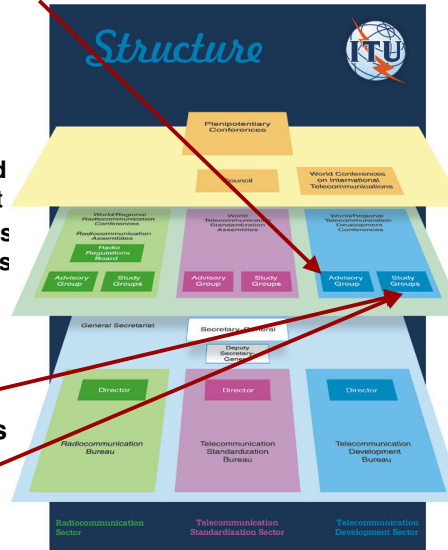 Structure
ITU
Plenipotentiary
Conferences
Council
World Conferences
on International
Telecommunications
d
t
s
s
World/Regional
Radiocommunication
Conferences
Radiocommunication
Assemblies
Radio
Regulations
Board
Advisory
Group
Study
Groups
World
Telecommunication
Standardization
Assemblies
Advisory
Group
Study
Groups
World/Regional
Telecommunication
Development
Conferences
Advisory
Group
Study
Groups
General Secretariat
Secretary-General
Deputy
Secretary-
General
s
Director
Radiocommunication
Bureau
Director
Telecommunication
Standardization
Bureau
Director
Telecommunication
Development
Bureau
Radiocommunication
Sector
Telecommunication
Standardization Sector
Telecommunication
Development Sector